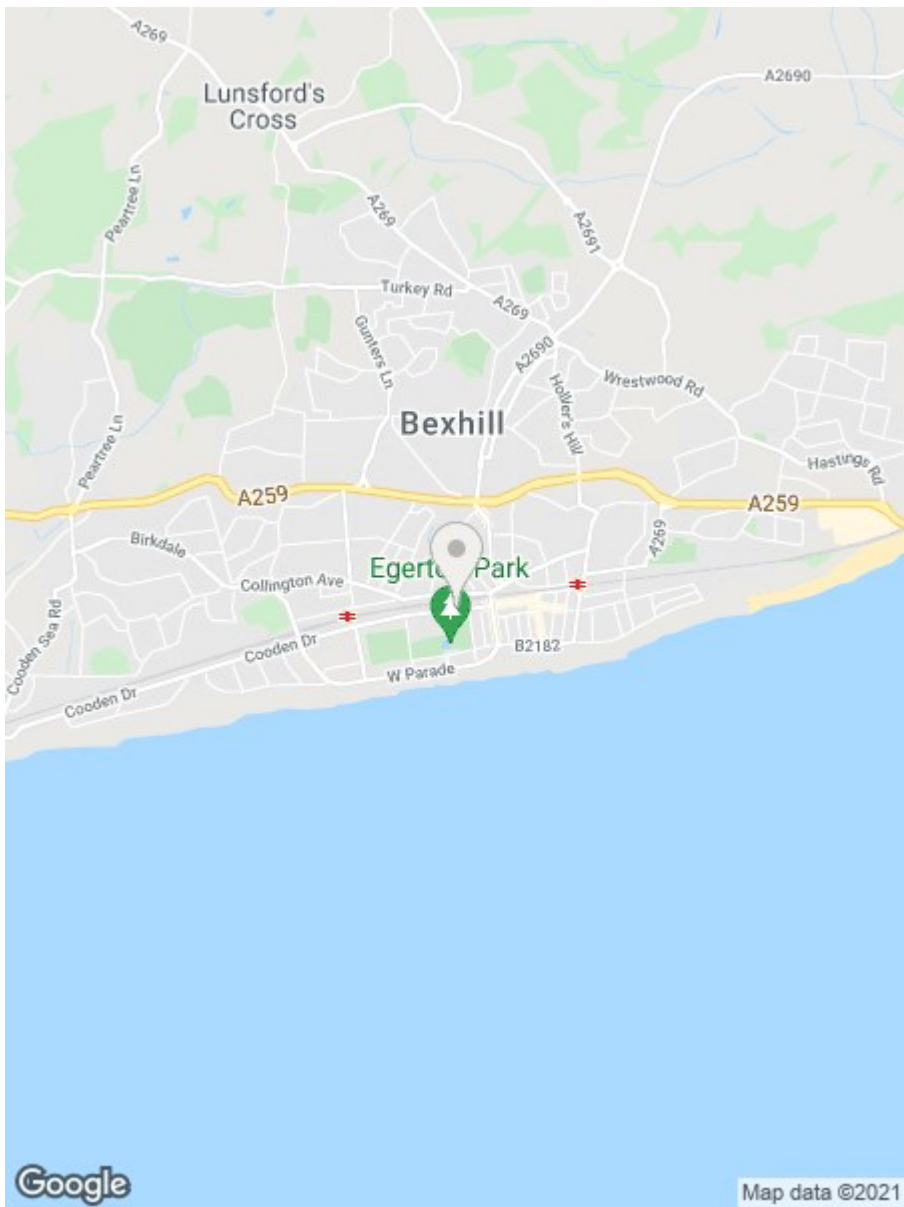 A269
A2690
Lunsford's
Cross
Peartree Ln
A269
A2691
Turkey Rd
A269
Gunters Ln
A2690
Holliers Hill
Wrestwood Rd
Bexhill
Peartree Ln
Hastings Rd
A259
A259
Birkdale
A269
Egerton Park
Collington Ave
Cooden Sea Rd
Cooden Dr
B2182
W Parade
Cooden Dr
Google
Map data ©2021